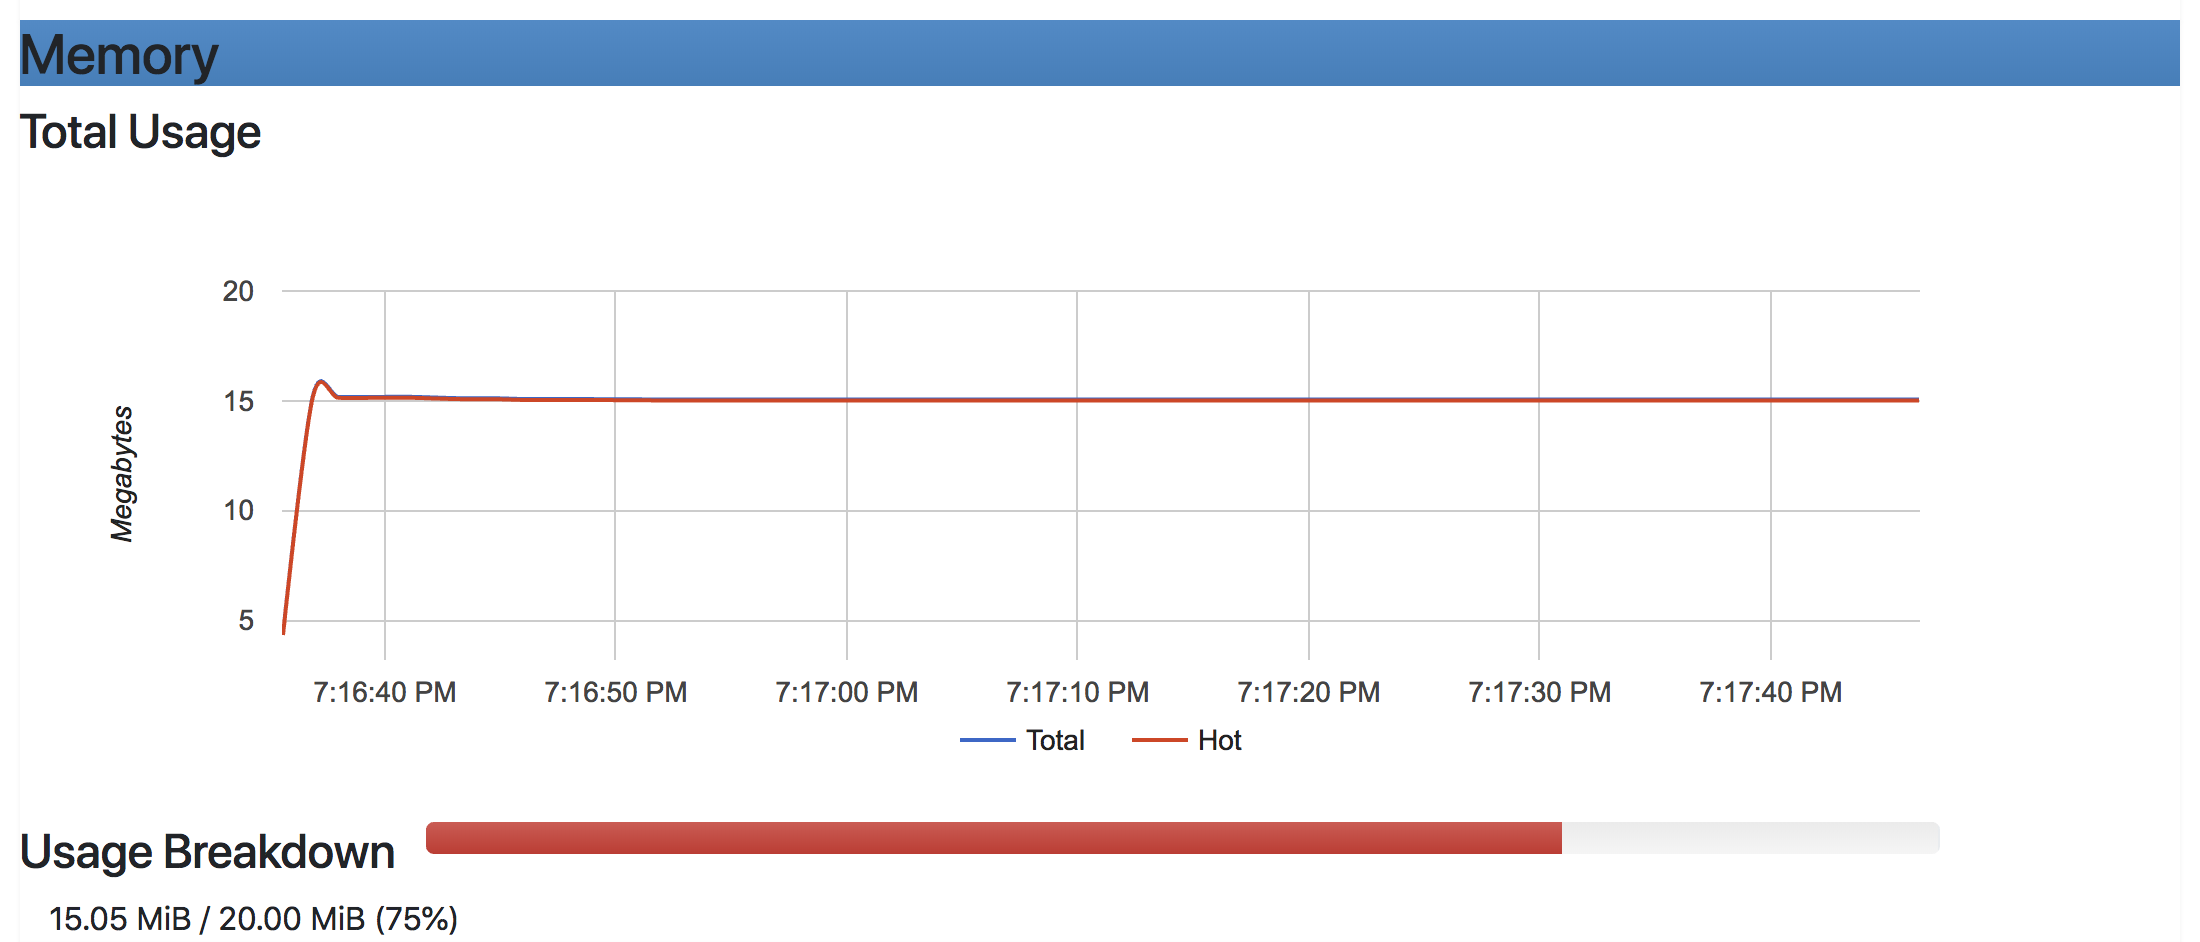 Memory
Total Usage
20
15
10
5
Megabytes
7:16:40 PM 7:16:50 PM 7:17:00 PM 7:17:10 PM 7:17:20 PM 7:17:30 PM 7:17:40 PM
Total Hot
Usage Breakdown
15.05 MiB / 20.00 MiB (75%)